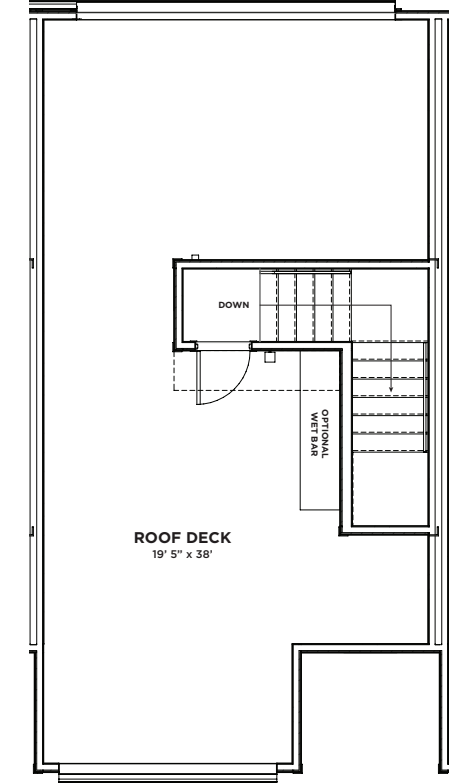 DOWN
OPTIONAL
WET BAR
ROOF DECK
19' 5” x 38'